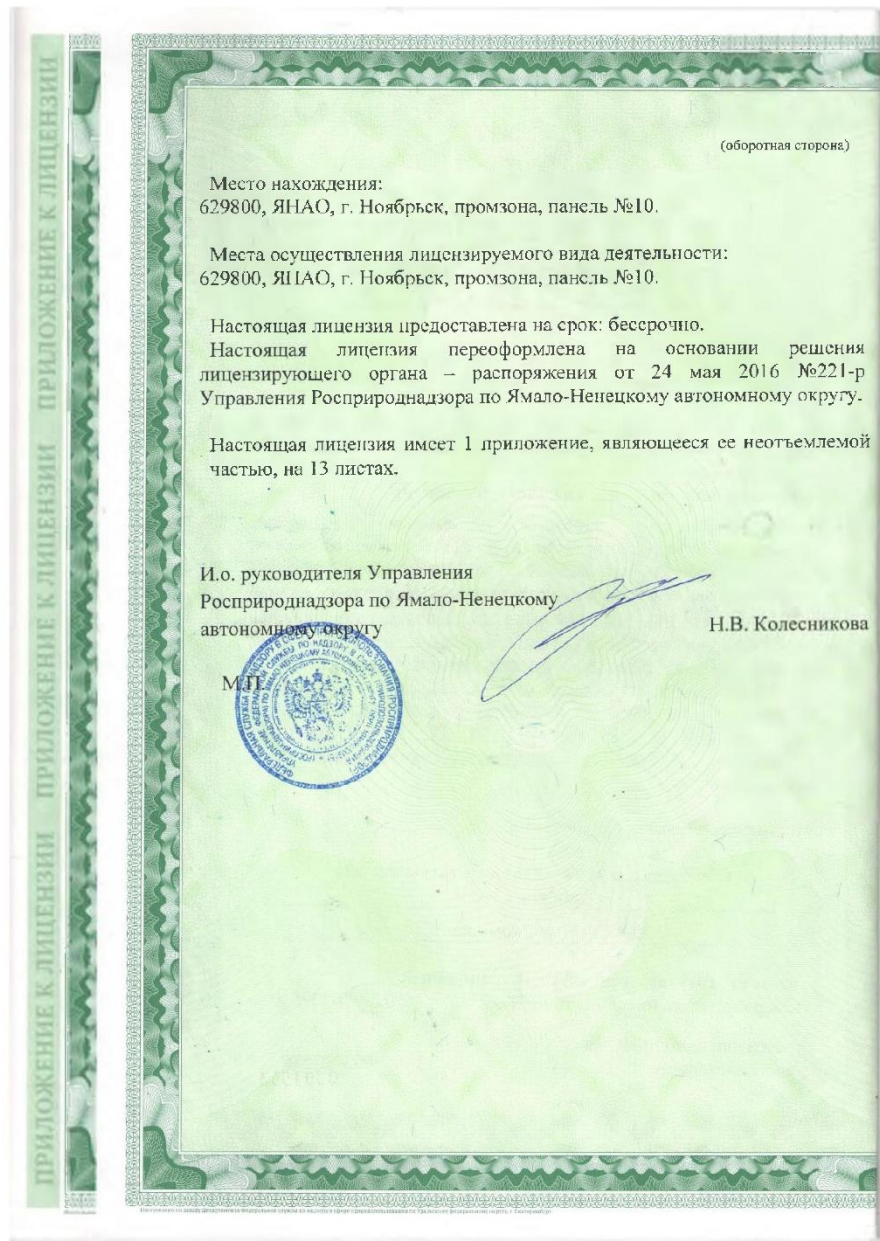 (оборотная сторона)
Место нахождения:
629800, ЯНАО, г. Ноябрьск, промзона, панель №10.
Места осуществления лицензируемого вида деятельности:
629800, ЯНАО, г. Ноябрьск, промзона, панель №10.
Настоящая лицензия предоставлена на срок: бессрочно.
Настоящая лицензия переоформлена на основании решения
лицензирующего органа – распоряжения от 24 мая 2016 №221-р
Управления Росприроднадзора по Ямало-Ненецкому автономному округу.
Настоящая лицензия имеет 1 приложение, являющееся ее неотъемлемой
частью, на 13 листах.
И.о. руководителя Управления
Росприроднадзора по Ямало-Ненецкому
автономному округу
Н.В. Колесникова
М.П.
ПРИЛОЖЕНИЕ К ЛИЦЕНЗИИ ПРИЛОЖЕНИЕ К ЛИЦЕНЗИИ ПРИЛОЖЕНИЕ К ЛИЦЕНЗИИ